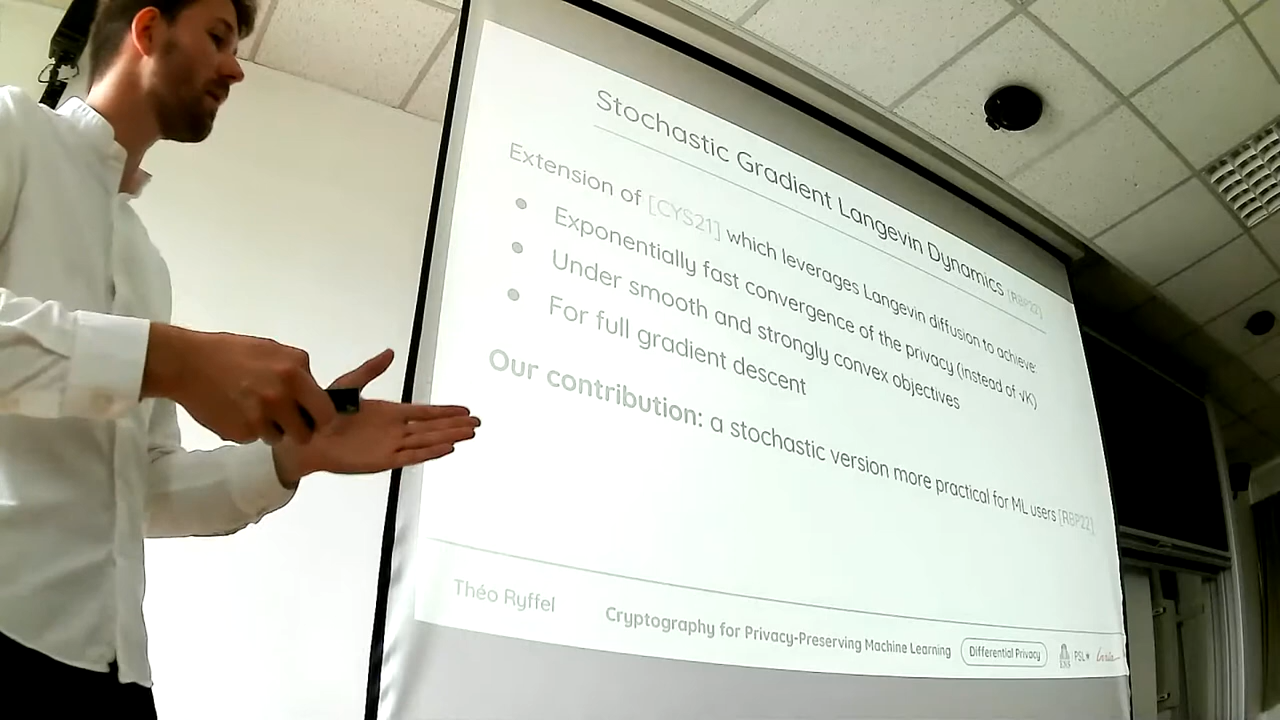 Stochastic Gradient Langevin Dynamics [RBP22]
Extension of [CYS21] which leverages Langevin diffusion to achieve:
• Exponentially fast convergence of the privacy (instead of √K)
• Under smooth and strongly convex objectives
• For full gradient descent
Our contribution: a stochastic version more practical for ML users [RBP22]
Théo Ryffel
Cryptography for Privacy-Preserving Machine Learning
Differential Privacy
ENS
PSL★
Inria